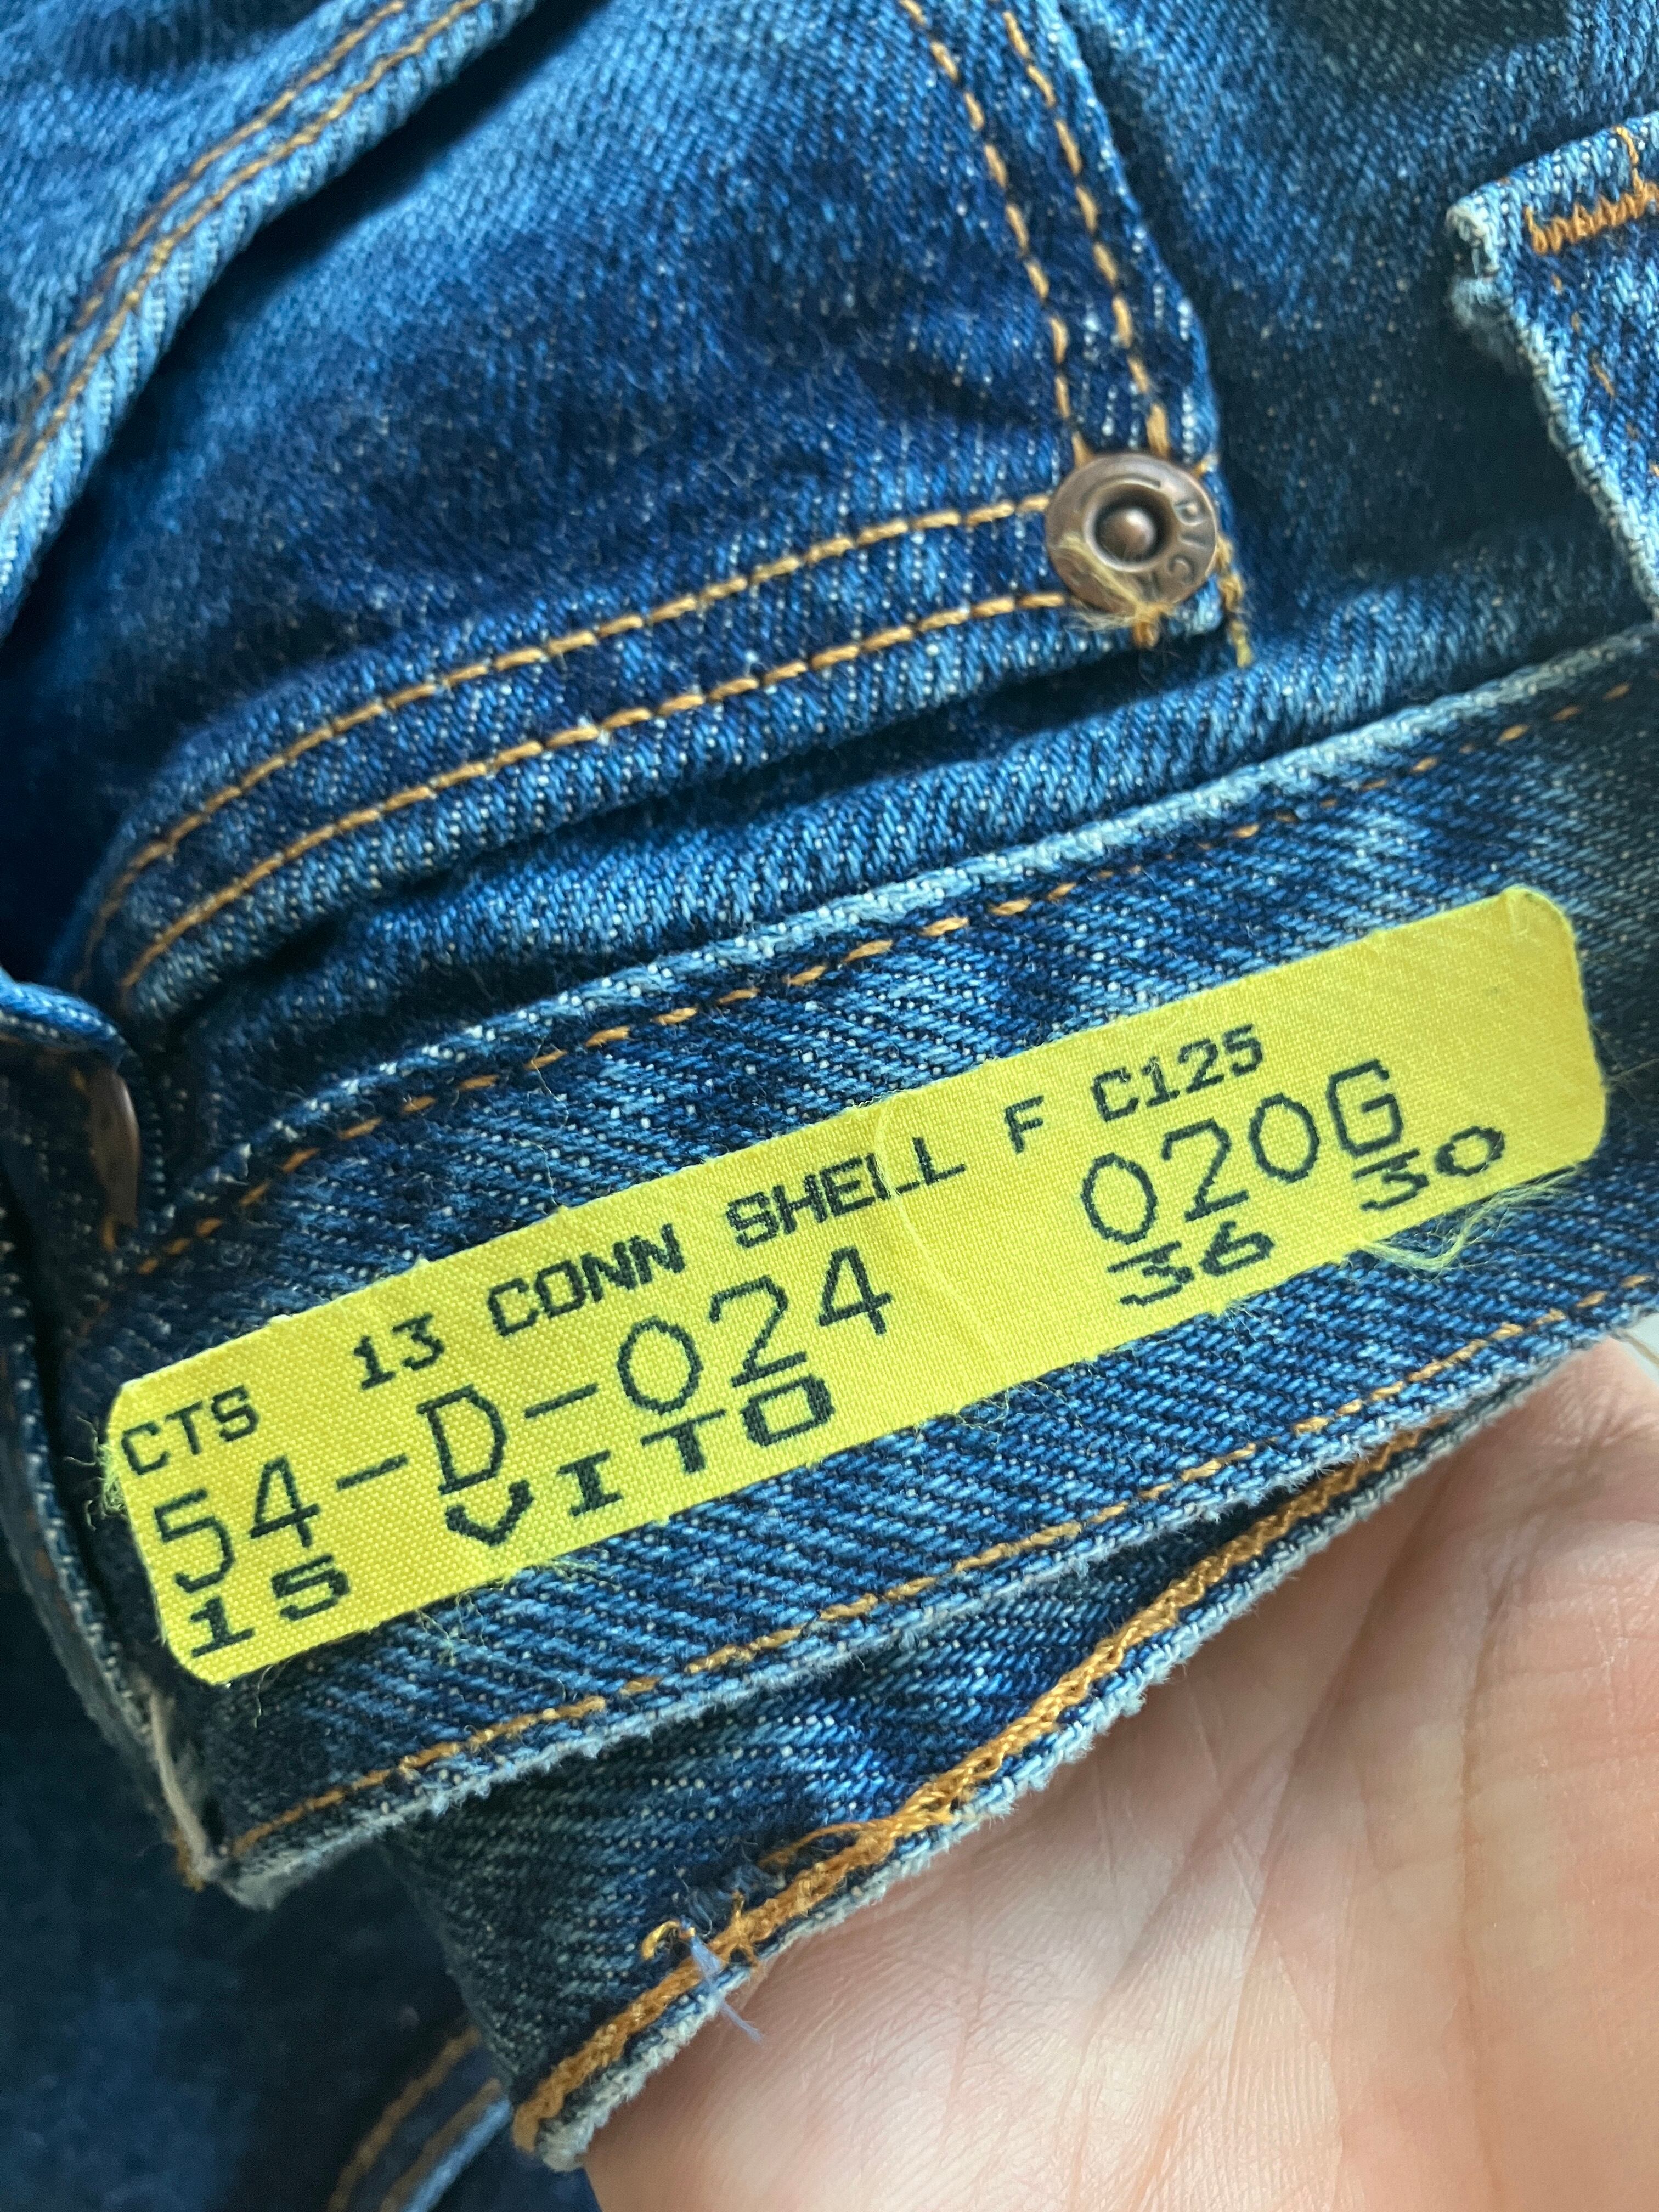 CTS 13 CONN SHELL F C125
54-D-024 020G
15 VITO 36 30